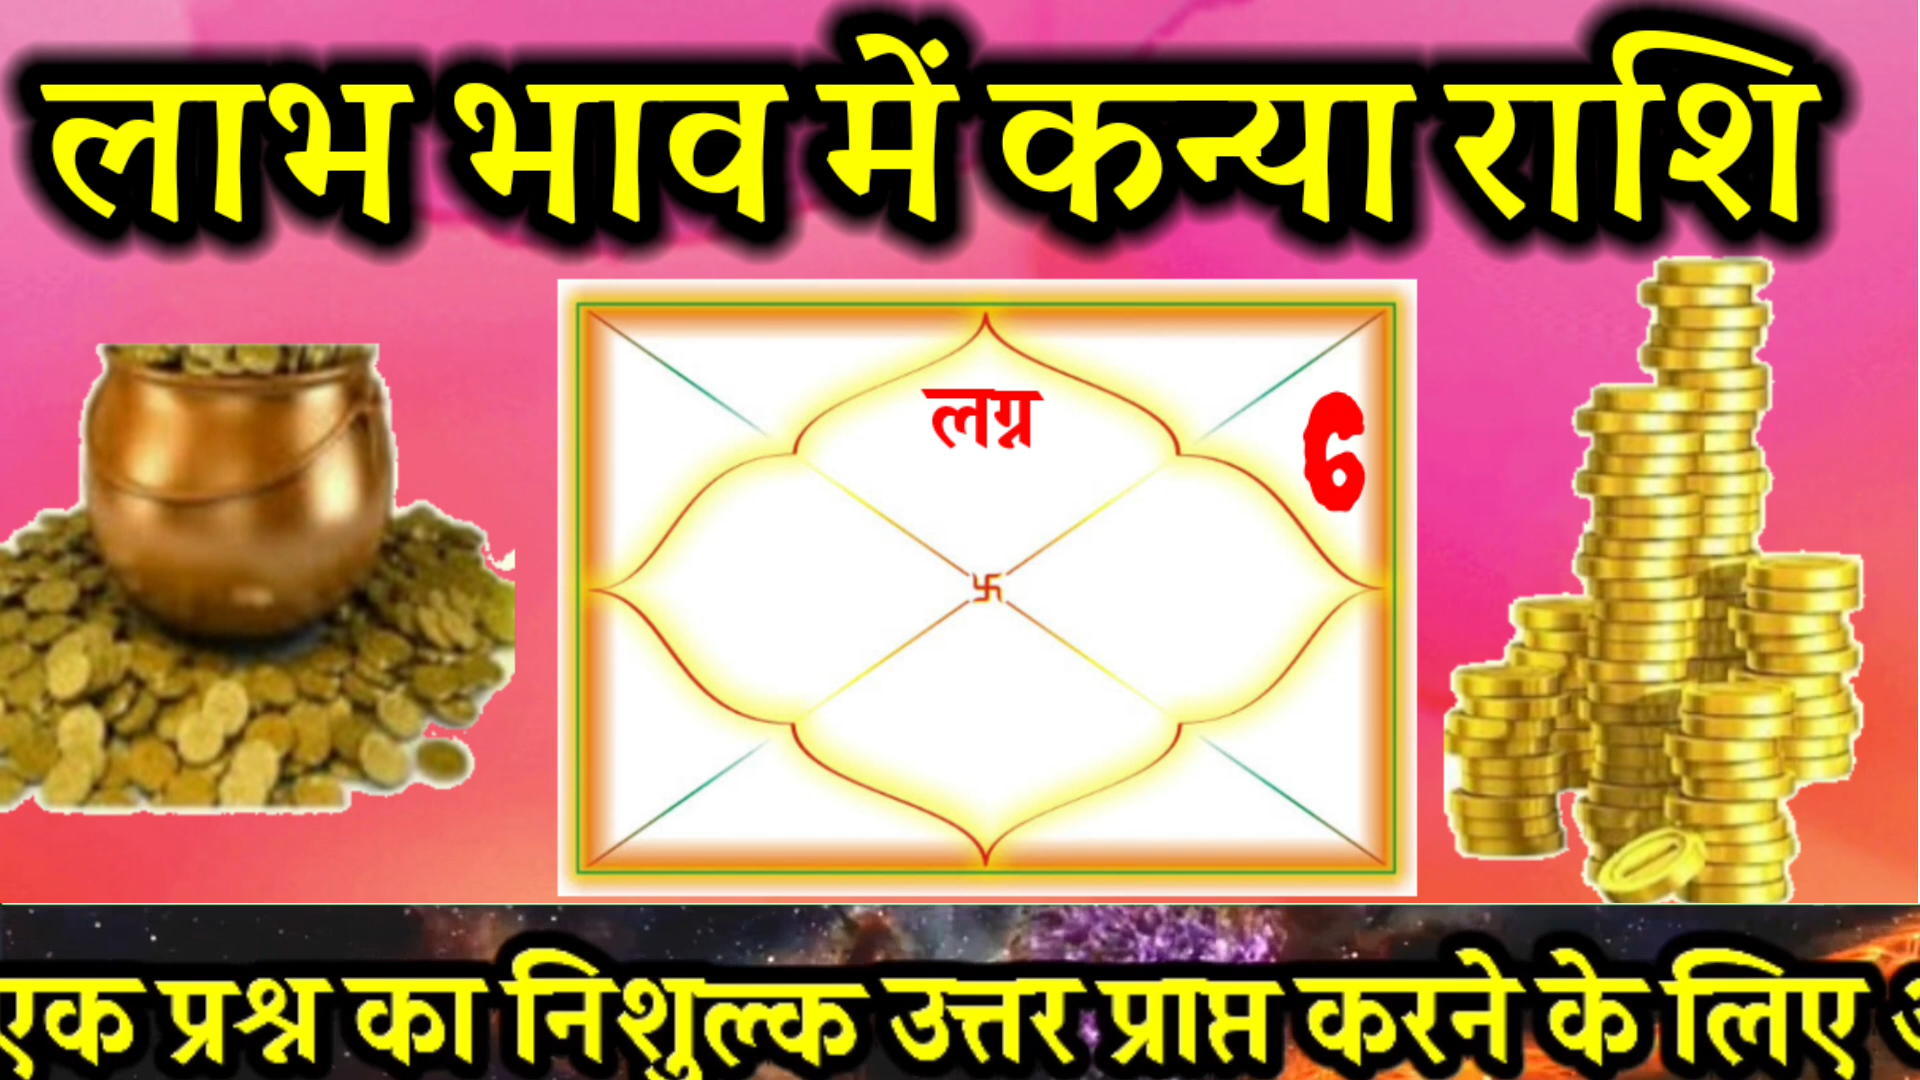 लाभ भाव में कन्या राशि
लग्न
6
एक प्रश्न का निशुल्क उत्तर प्राप्त करने के लिए